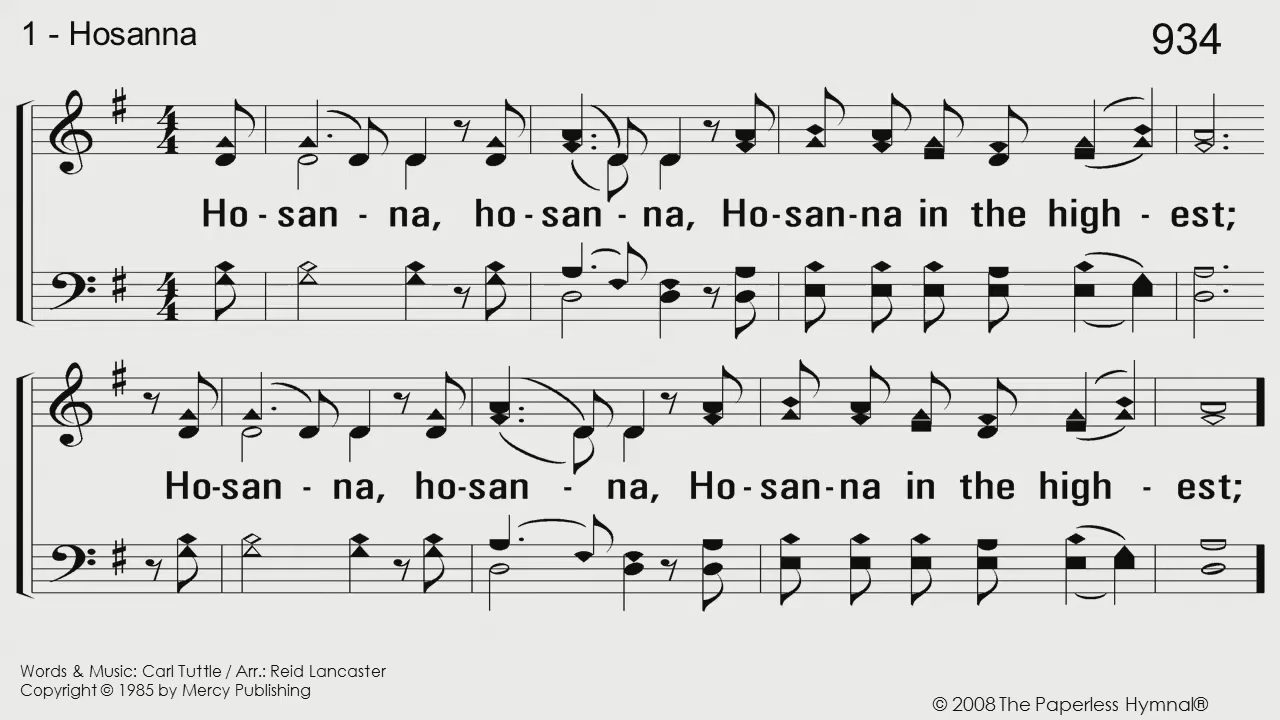 1 - Hosanna
934
Ho - san - na, ho - san - na, Ho-san-na in the high - est;
Ho-san - na, ho-san - na, Ho - san-na in the high - est;
Words & Music: Carl Tuttle / Arr.: Reid Lancaster
Copyright © 1985 by Mercy Publishing
© 2008 The Paperless Hymnal®